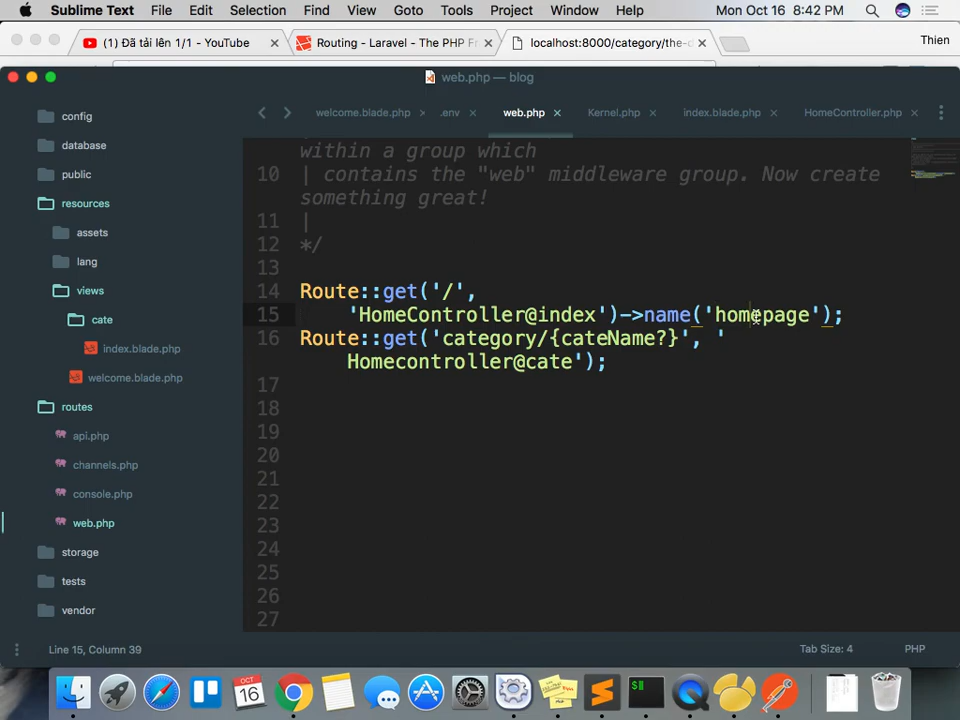 Sublime Text File Edit Selection Find View Goto Tools Project Window Help Mon Oct 16 8:42 PM
(1) Đã tải lên 1/1 - YouTube
Routing - Laravel - The PHP F
localhost:8000/category/the-d
Thien
web.php — blog
welcome.blade.php .env web.php Kernel.php index.blade.php HomeController.php
config
database
public
resources
assets
lang
views
cate
index.blade.php
welcome.blade.php
routes
api.php
channels.php
console.php
web.php
storage
tests
vendor
within a group which
10 | contains the "web" middleware group. Now create
something great!
11 |
12 */
13
14 Route::get('/',
15 'HomeController@index')->name('homepage');
16 Route::get('category/{cateName?}', '
Homecontroller@cate');
17
18
19
20
21
22
23
24
25
26
27
Line 15, Column 39 Tab Size: 4 PHP
OCT
16